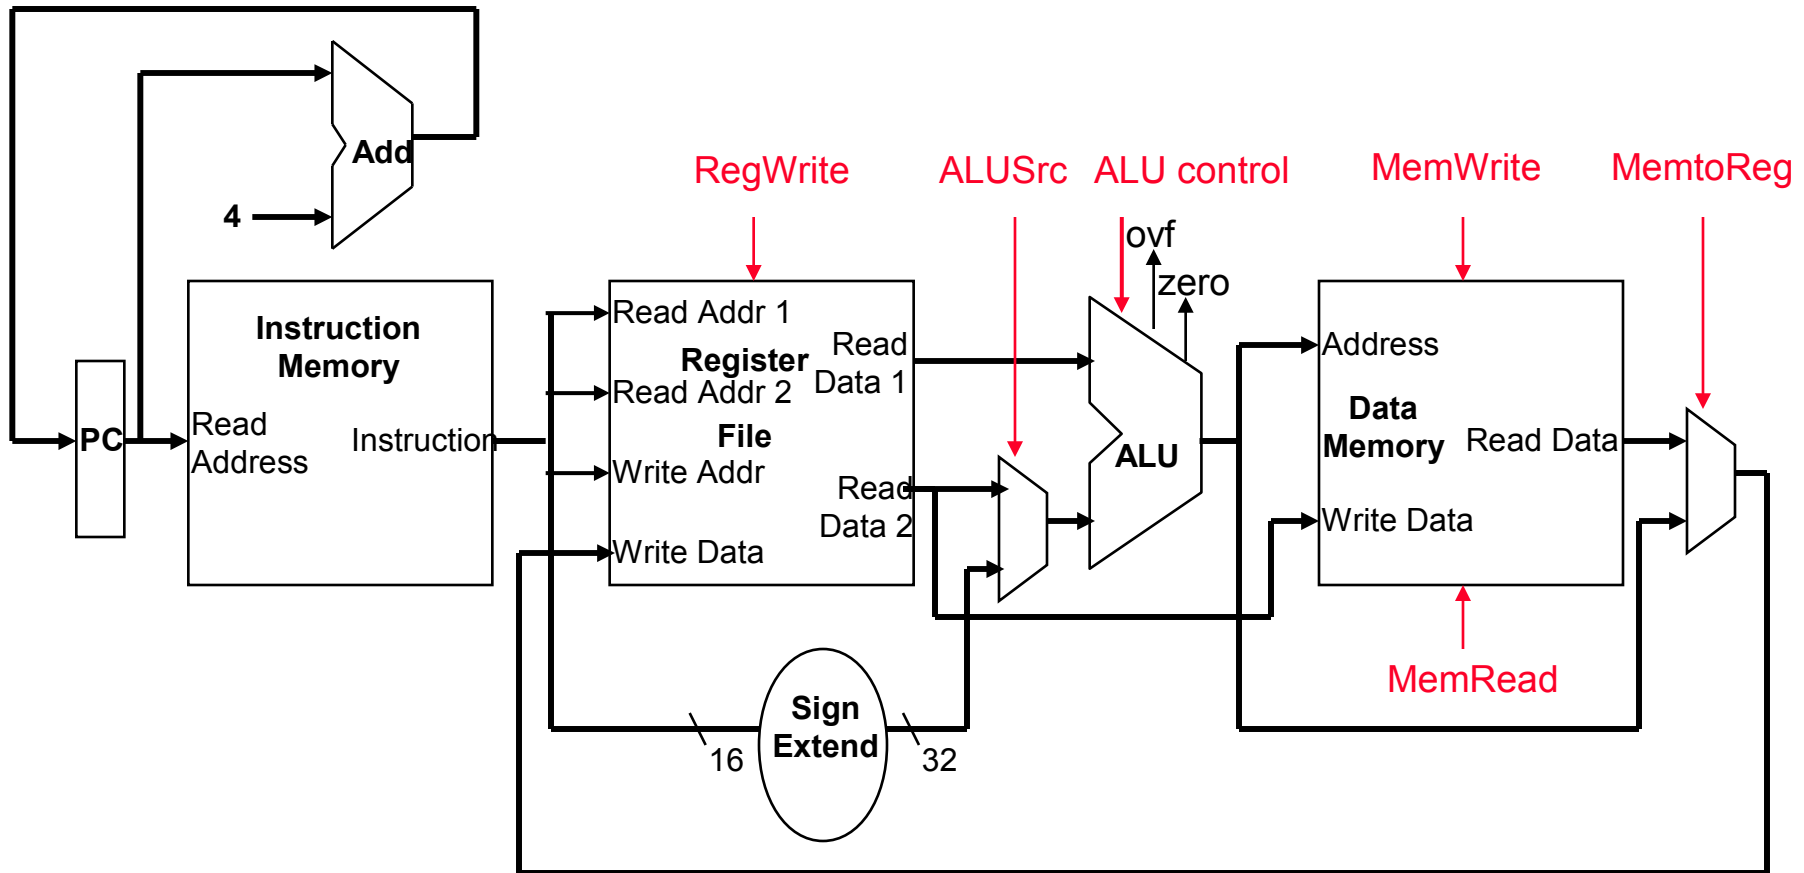 Add
4
RegWrite
ALUSrc
ALU control
MemWrite
MemtoReg
ovf
zero
PC
Instruction
Memory
Read
Address
Instruction
Read Addr 1
Register
Read Addr 2
File
Write Addr
Write Data
Read
Data 1
Read
Data 2
ALU
Address
Data
Memory
Read Data
Write Data
MemRead
Sign
Extend
16
32